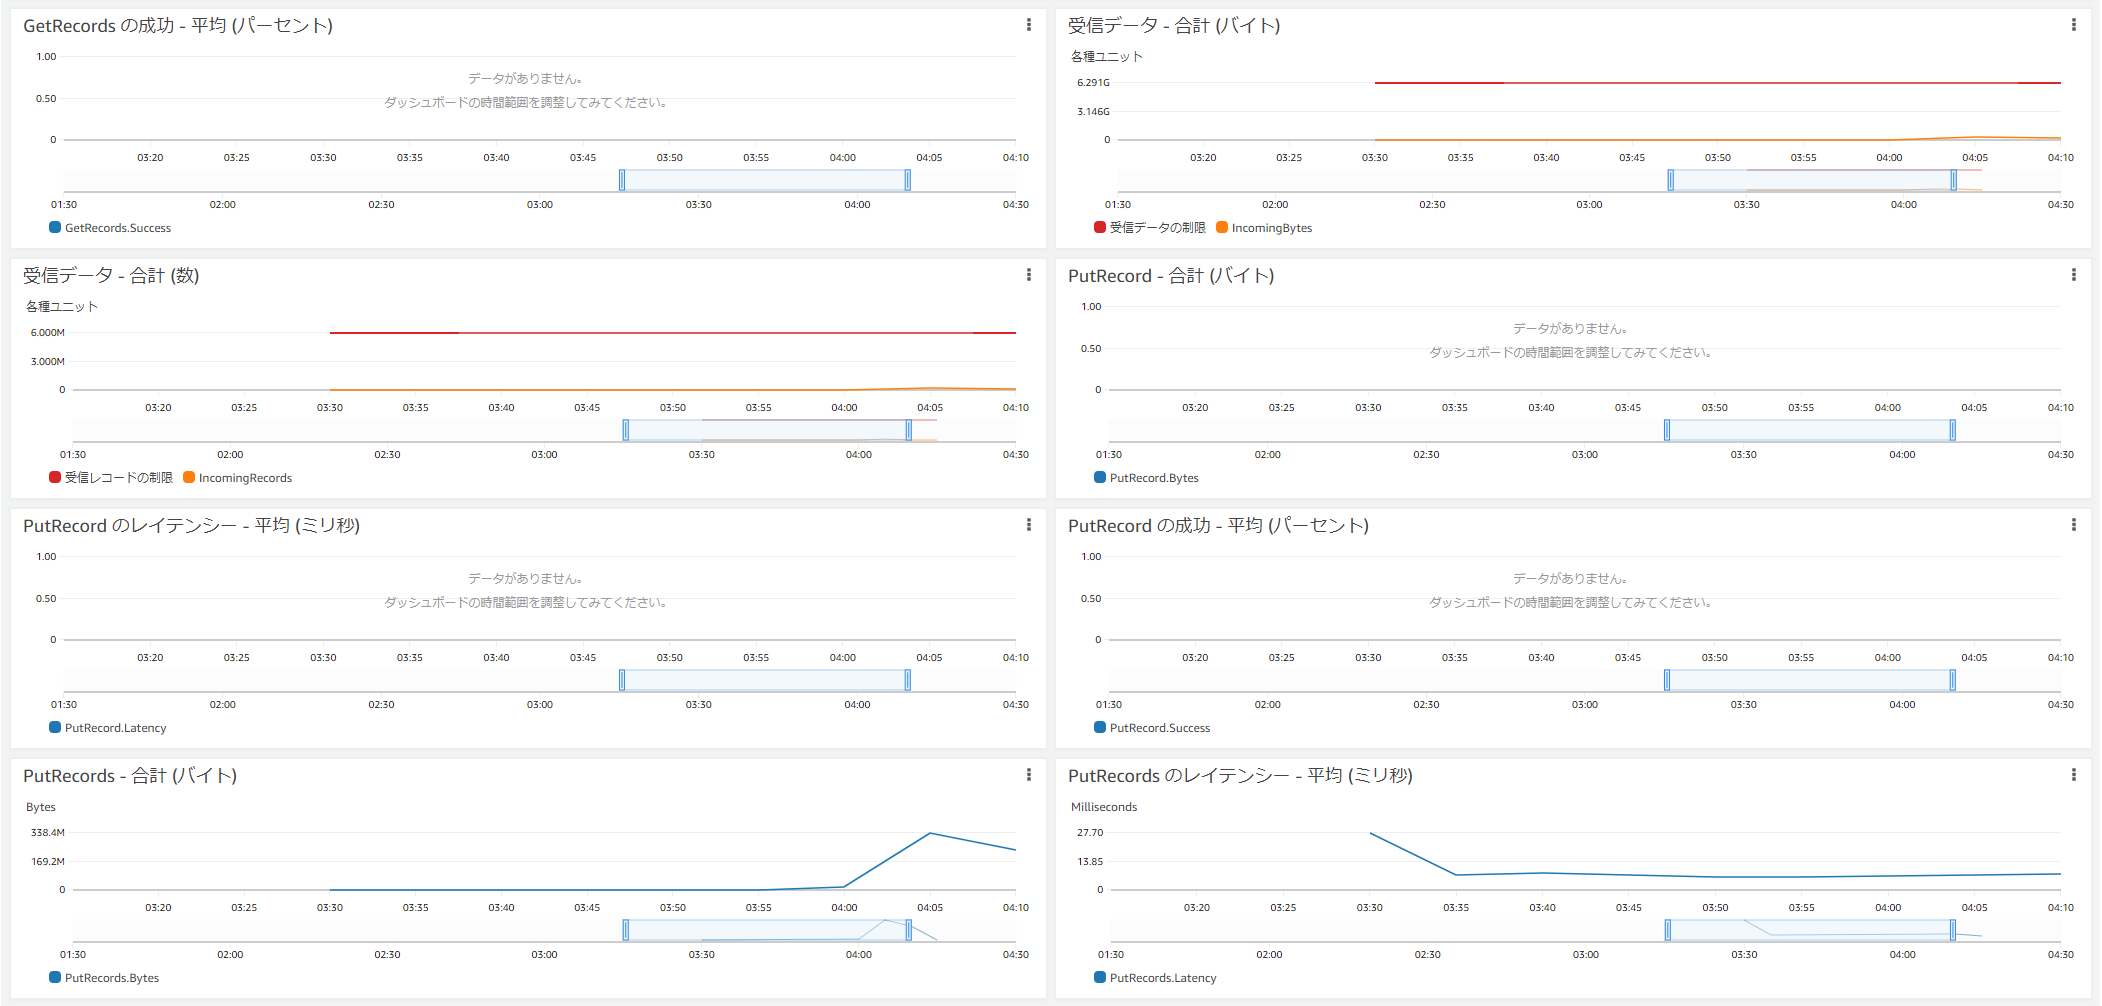 GetRecords の成功 - 平均 (パーセント)
1.00
データがありません。
0.50
ダッシュボードの時間範囲を調整してみてください。
0
03:20 03:25 03:30 03:35 03:40 03:45 03:50 03:55 04:00 04:05 04:10
01:30 02:00 02:30 03:00 03:30 04:00 04:30
GetRecords.Success
受信データ - 合計 (バイト)
各種ユニット
6.291G
3.146G
0
03:20 03:25 03:30 03:35 03:40 03:45 03:50 03:55 04:00 04:05 04:10
01:30 02:00 02:30 03:00 03:30 04:00 04:30
受信データの制限 IncomingBytes
受信データ - 合計 (数)
各種ユニット
6.000M
3.000M
0
03:20 03:25 03:30 03:35 03:40 03:45 03:50 03:55 04:00 04:05 04:10
01:30 02:00 02:30 03:00 03:30 04:00 04:30
受信レコードの制限 IncomingRecords
PutRecord - 合計 (バイト)
1.00
データがありません。
0.50
ダッシュボードの時間範囲を調整してみてください。
0
03:20 03:25 03:30 03:35 03:40 03:45 03:50 03:55 04:00 04:05 04:10
01:30 02:00 02:30 03:00 03:30 04:00 04:30
PutRecord.Bytes
PutRecord のレイテンシー - 平均 (ミリ秒)
1.00
データがありません。
0.50
ダッシュボードの時間範囲を調整してみてください。
0
03:20 03:25 03:30 03:35 03:40 03:45 03:50 03:55 04:00 04:05 04:10
01:30 02:00 02:30 03:00 03:30 04:00 04:30
PutRecord.Latency
PutRecord の成功 - 平均 (パーセント)
1.00
データがありません。
0.50
ダッシュボードの時間範囲を調整してみてください。
0
03:20 03:25 03:30 03:35 03:40 03:45 03:50 03:55 04:00 04:05 04:10
01:30 02:00 02:30 03:00 03:30 04:00 04:30
PutRecord.Success
PutRecords - 合計 (バイト)
Bytes
338.4M
169.2M
0
03:20 03:25 03:30 03:35 03:40 03:45 03:50 03:55 04:00 04:05 04:10
01:30 02:00 02:30 03:00 03:30 04:00 04:30
PutRecords.Bytes
PutRecords のレイテンシー - 平均 (ミリ秒)
Milliseconds
27.70
13.85
0
03:20 03:25 03:30 03:35 03:40 03:45 03:50 03:55 04:00 04:05 04:10
01:30 02:00 02:30 03:00 03:30 04:00 04:30
PutRecords.Latency